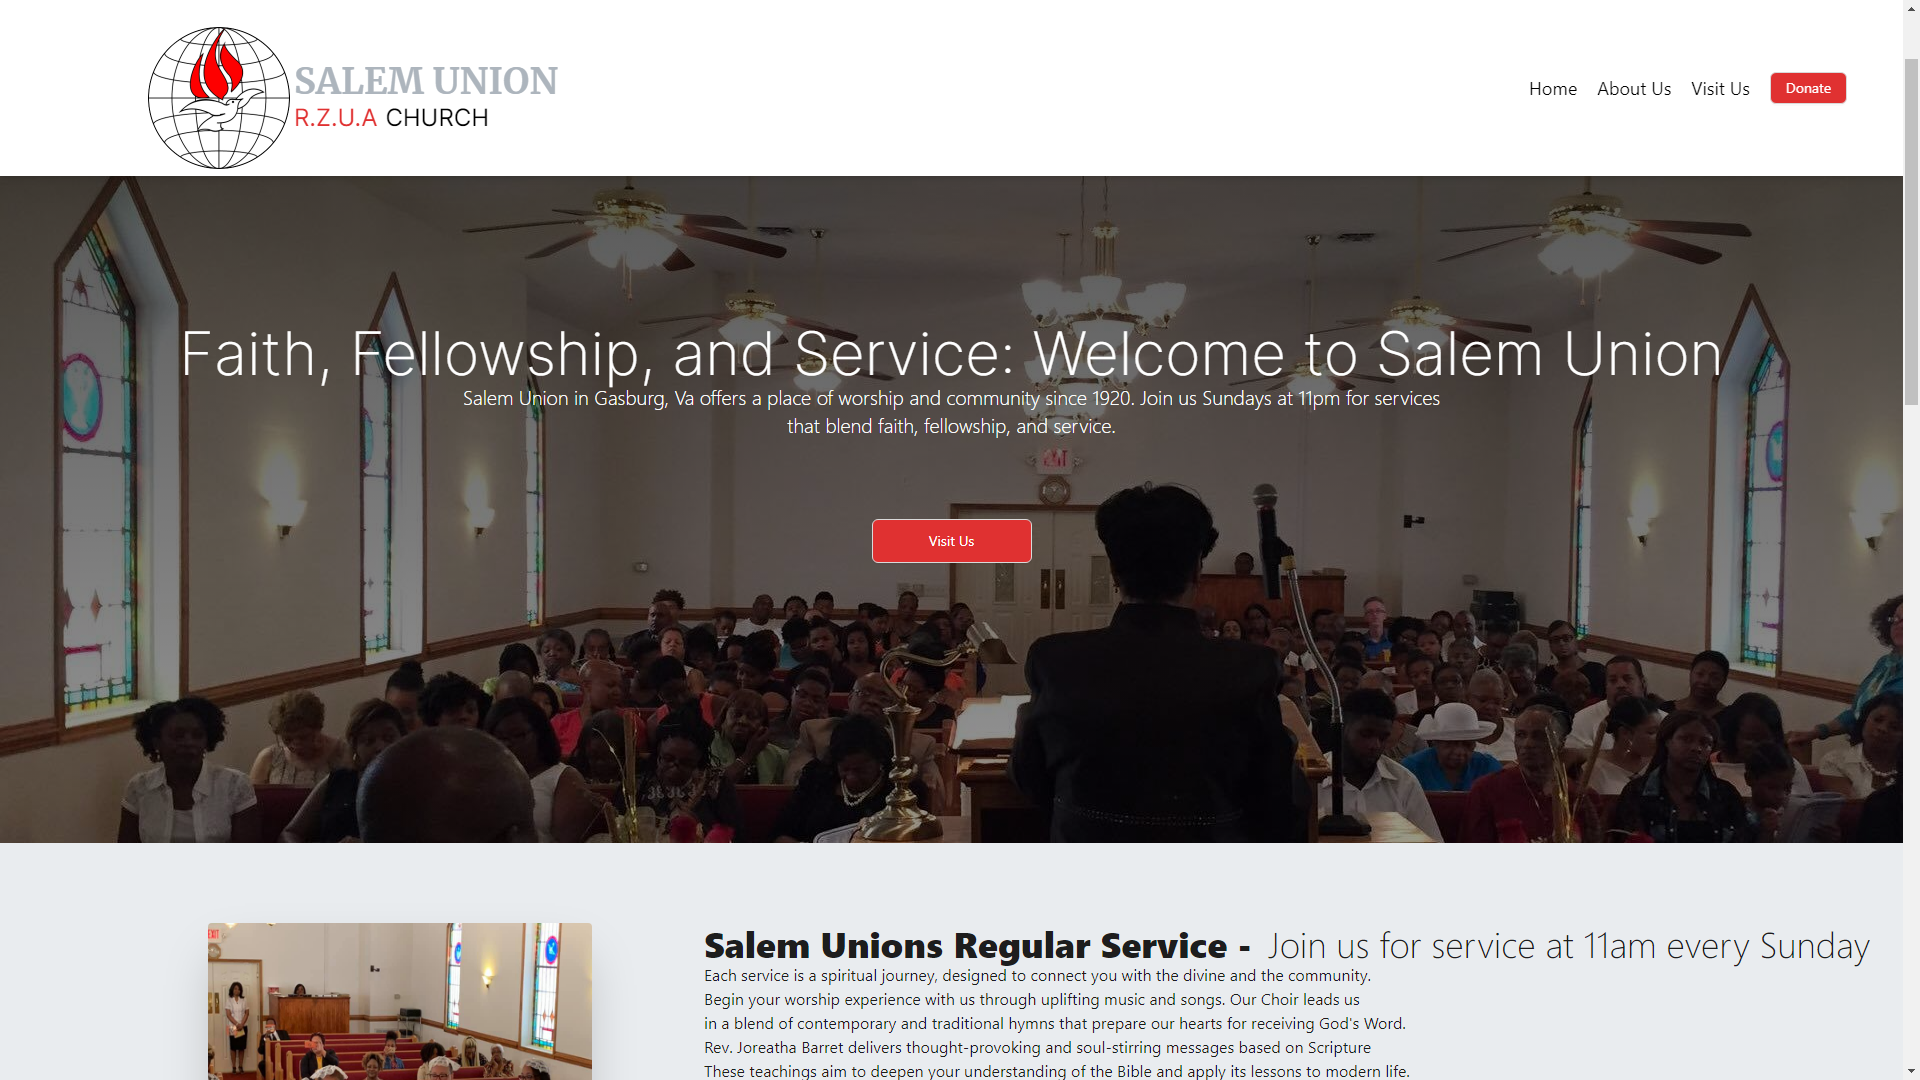 SALEM UNION
R.Z.U.A CHURCH
Home About Us Visit Us Donate
Faith, Fellowship, and Service: Welcome to Salem Union
Salem Union in Gasburg, Va offers a place of worship and community since 1920. Join us Sundays at 11pm for services
that blend faith, fellowship, and service.
EXIT
Visit Us
EXIT
Salem Unions Regular Service - Join us for service at 11am every Sunday
Each service is a spiritual journey, designed to connect you with the divine and the community.
Begin your worship experience with us through uplifting music and songs. Our Choir leads us
in a blend of contemporary and traditional hymns that prepare our hearts for receiving God's Word.
Rev. Joreatha Barret delivers thought-provoking and soul-stirring messages based on Scripture
These teachings aim to deepen your understanding of the Bible and apply its lessons to modern life.